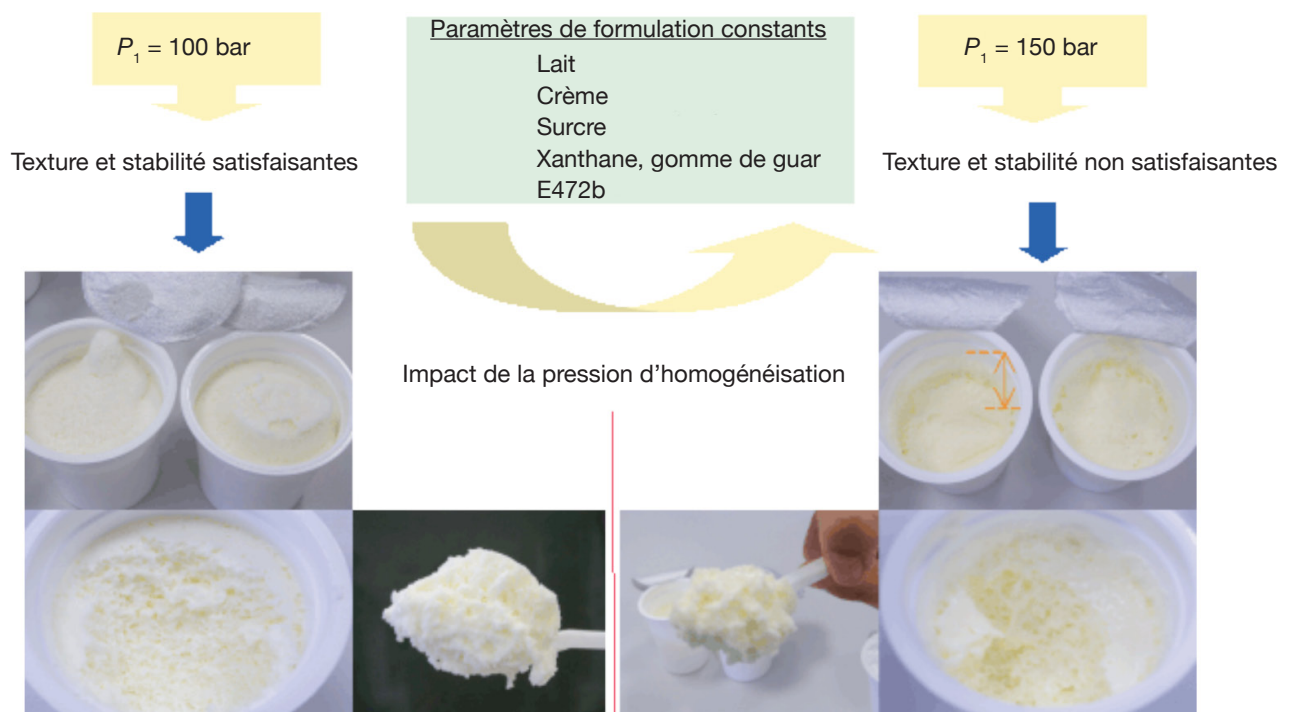 P1 = 100 bar
Texture et stabilité satisfaisantes
Paramètres de formulation constants
Lait
Crème
Surcre
Xanthane, gomme de guar
E472b
P1 = 150 bar
Texture et stabilité non satisfaisantes
Impact de la pression d’homogénéisation